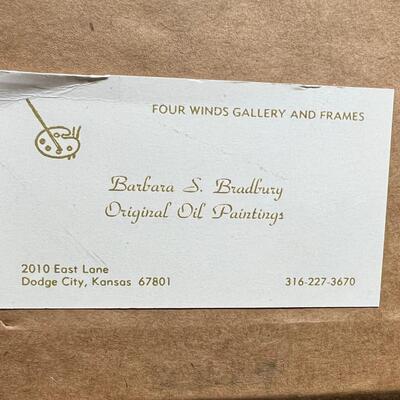 FOUR WINDS GALLERY AND FRAMES
Barbara S. Bradbury
Original Oil Paintings
2010 East Lane
Dodge City, Kansas 67801
316-227-3670